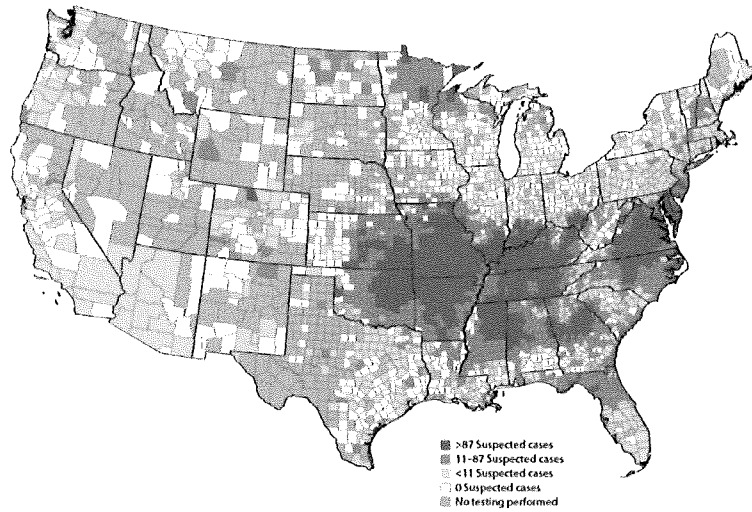 >87 Suspected cases
11-87 Suspected cases
<11 Suspected cases
0 Suspected cases
No testing performed